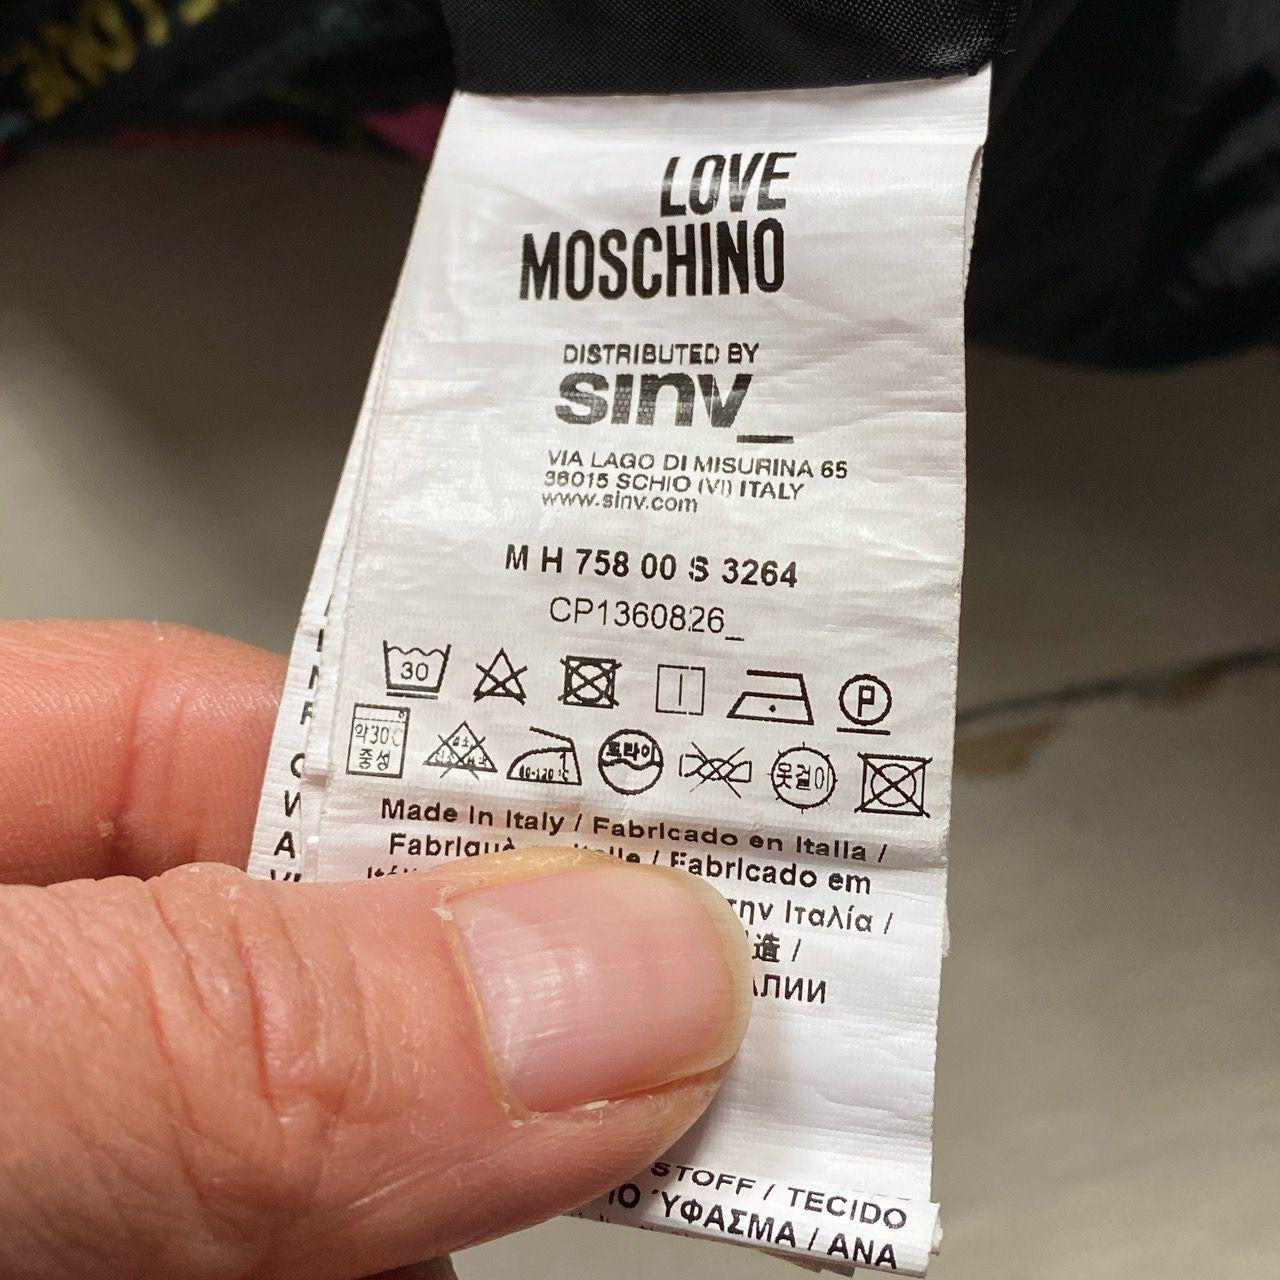 LOVE
MOSCHINO
DISTRIBUTED BY
sinv_
VIA LAGO DI MISURINA 65
36015 SCHIO (VI) ITALY
www.sinv.com
M H 758 00 S 3264
CP1360826_
30
P
약30℃
중성
드라이
옷걸이
Made in Italy / Fabricado en Italia /
/ Fabricado em
Ιταλία /
造 /
STOFF / TECIDO
ΎΦΑΣΜΑ / ANA